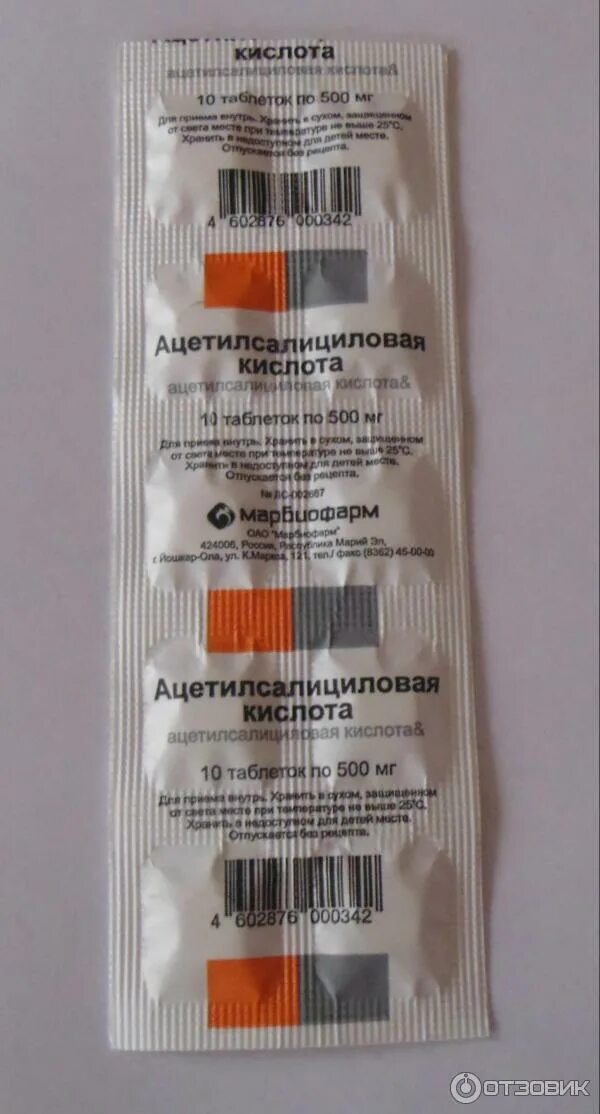 кислота
ацетилсалициловая кислота&
10 таблеток по 500 мг
Для приема внутрь. Хранить в сухом, защищенном
от света месте при температуре не выше 25°С.
Хранить в недоступном для детей месте.
Отпускается без рецепта.
4 602876 000342
Ацетилсалициловая
кислота
ацетилсалициловая кислота&
10 таблеток по 500 мг
Для приема внутрь. Хранить в сухом, защищенном
от света месте при температуре не выше 25°С.
Хранить в недоступном для детей месте.
Отпускается без рецепта.
№ ЛС-002687
марбиофарм
ОАО "Марбиофарм"
424006, Россия, Республика Марий Эл,
г. Йошкар-Ола, ул. К.Маркса, 121, тел./ факс (8362) 45-00-00
Ацетилсалициловая
кислота
ацетилсалициловая кислота&
10 таблеток по 500 мг
Для приема внутрь. Хранить в сухом, защищенном
от света месте при температуре не выше 25°С.
Хранить в недоступном для детей месте.
Отпускается без рецепта.
4 602876 000342
ОТЗОВИК